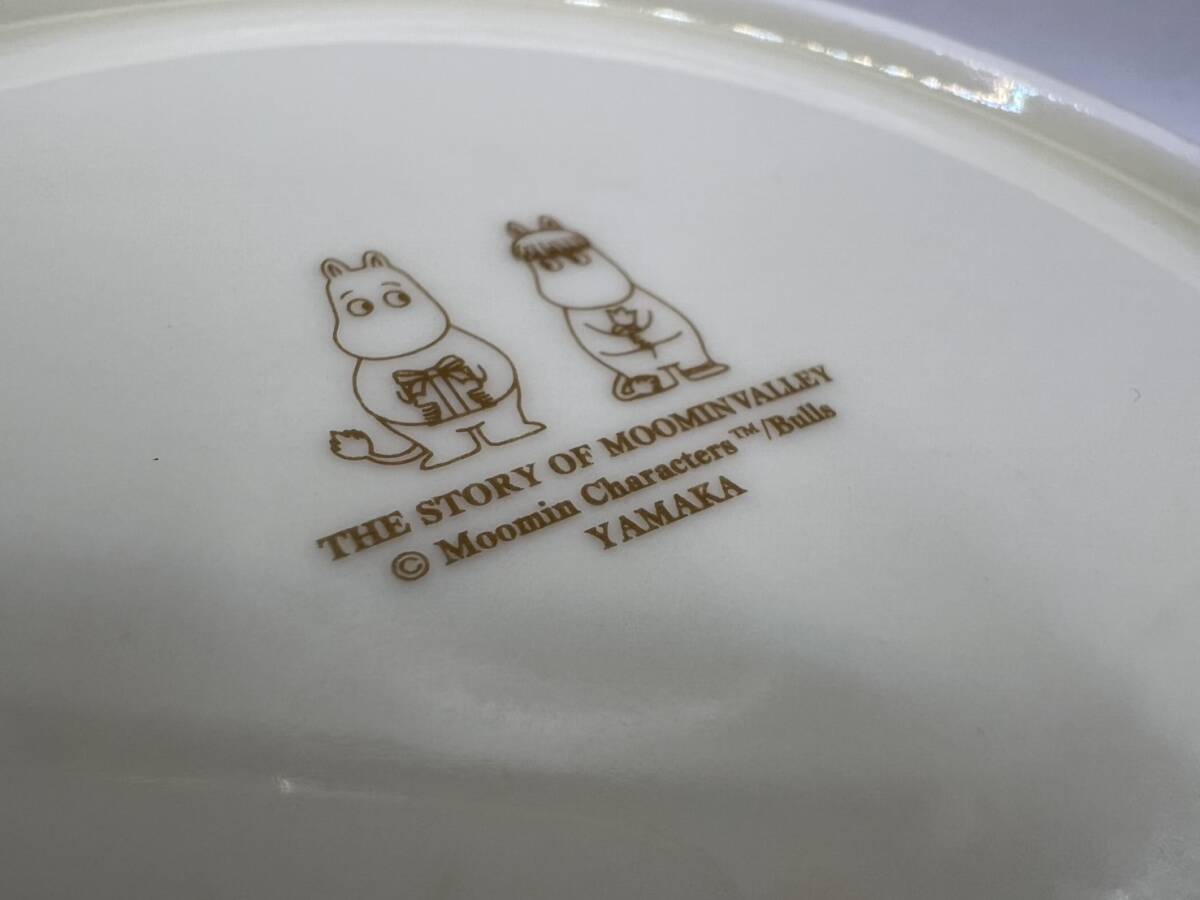 THE STORY OF MOOMINVALLEY
© Moomin Characters™/Bulls
YAMAKA